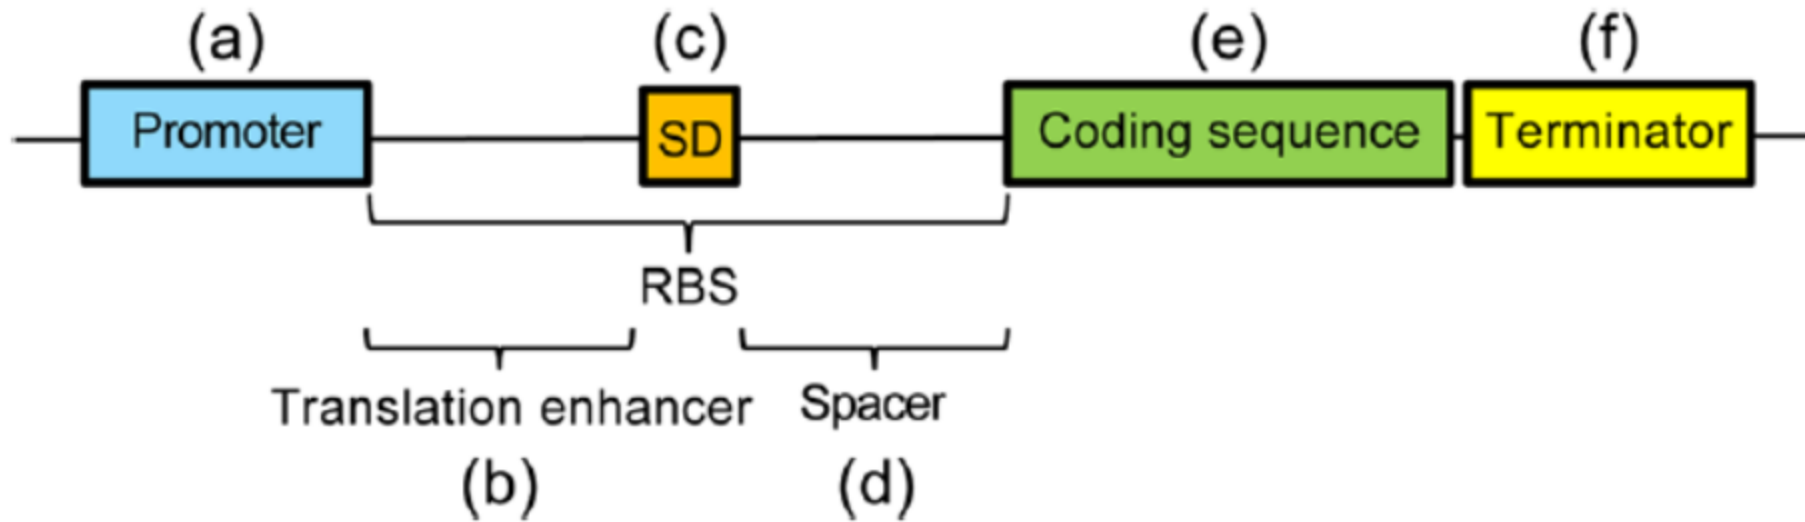 (a) (c) (e) (f)
Promoter SD Coding sequence Terminator
RBS
Translation enhancer Spacer
(b) (d)